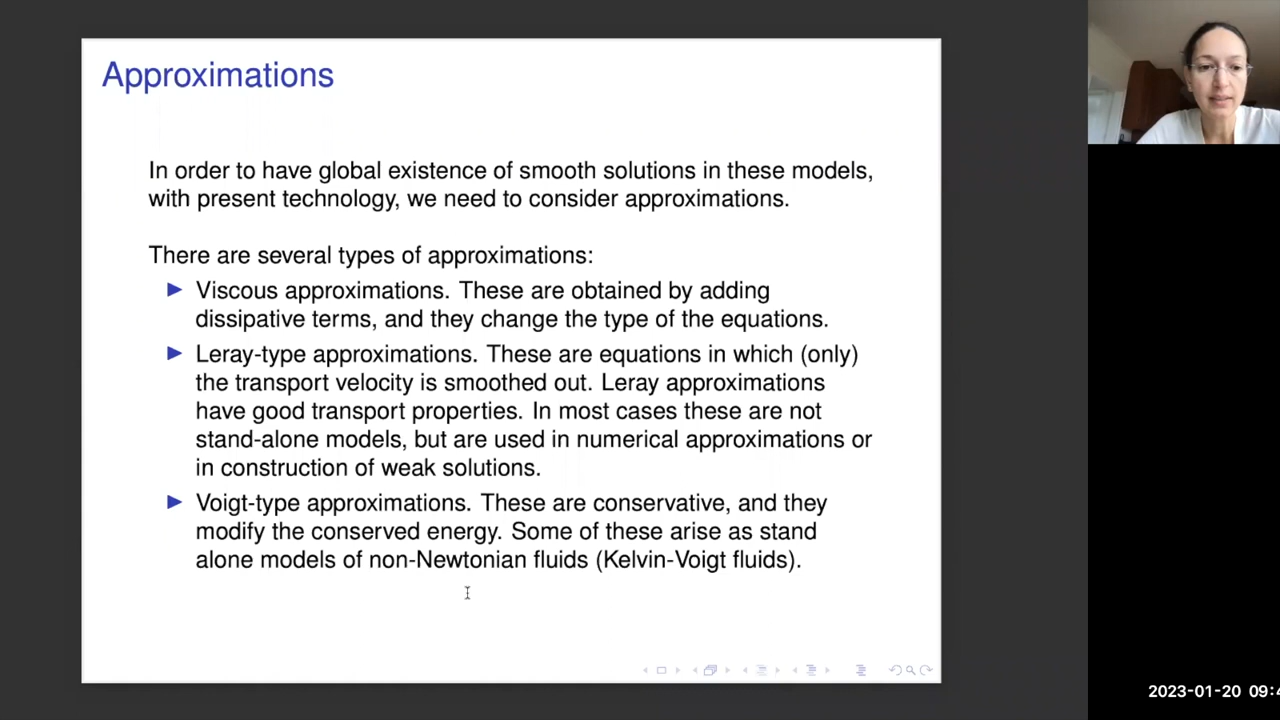 Approximations
In order to have global existence of smooth solutions in these models,
with present technology, we need to consider approximations.
There are several types of approximations:
Viscous approximations. These are obtained by adding
dissipative terms, and they change the type of the equations.
Leray-type approximations. These are equations in which (only)
the transport velocity is smoothed out. Leray approximations
have good transport properties. In most cases these are not
stand-alone models, but are used in numerical approximations or
in construction of weak solutions.
Voigt-type approximations. These are conservative, and they
modify the conserved energy. Some of these arise as stand
alone models of non-Newtonian fluids (Kelvin-Voigt fluids).
2023-01-20 09:4